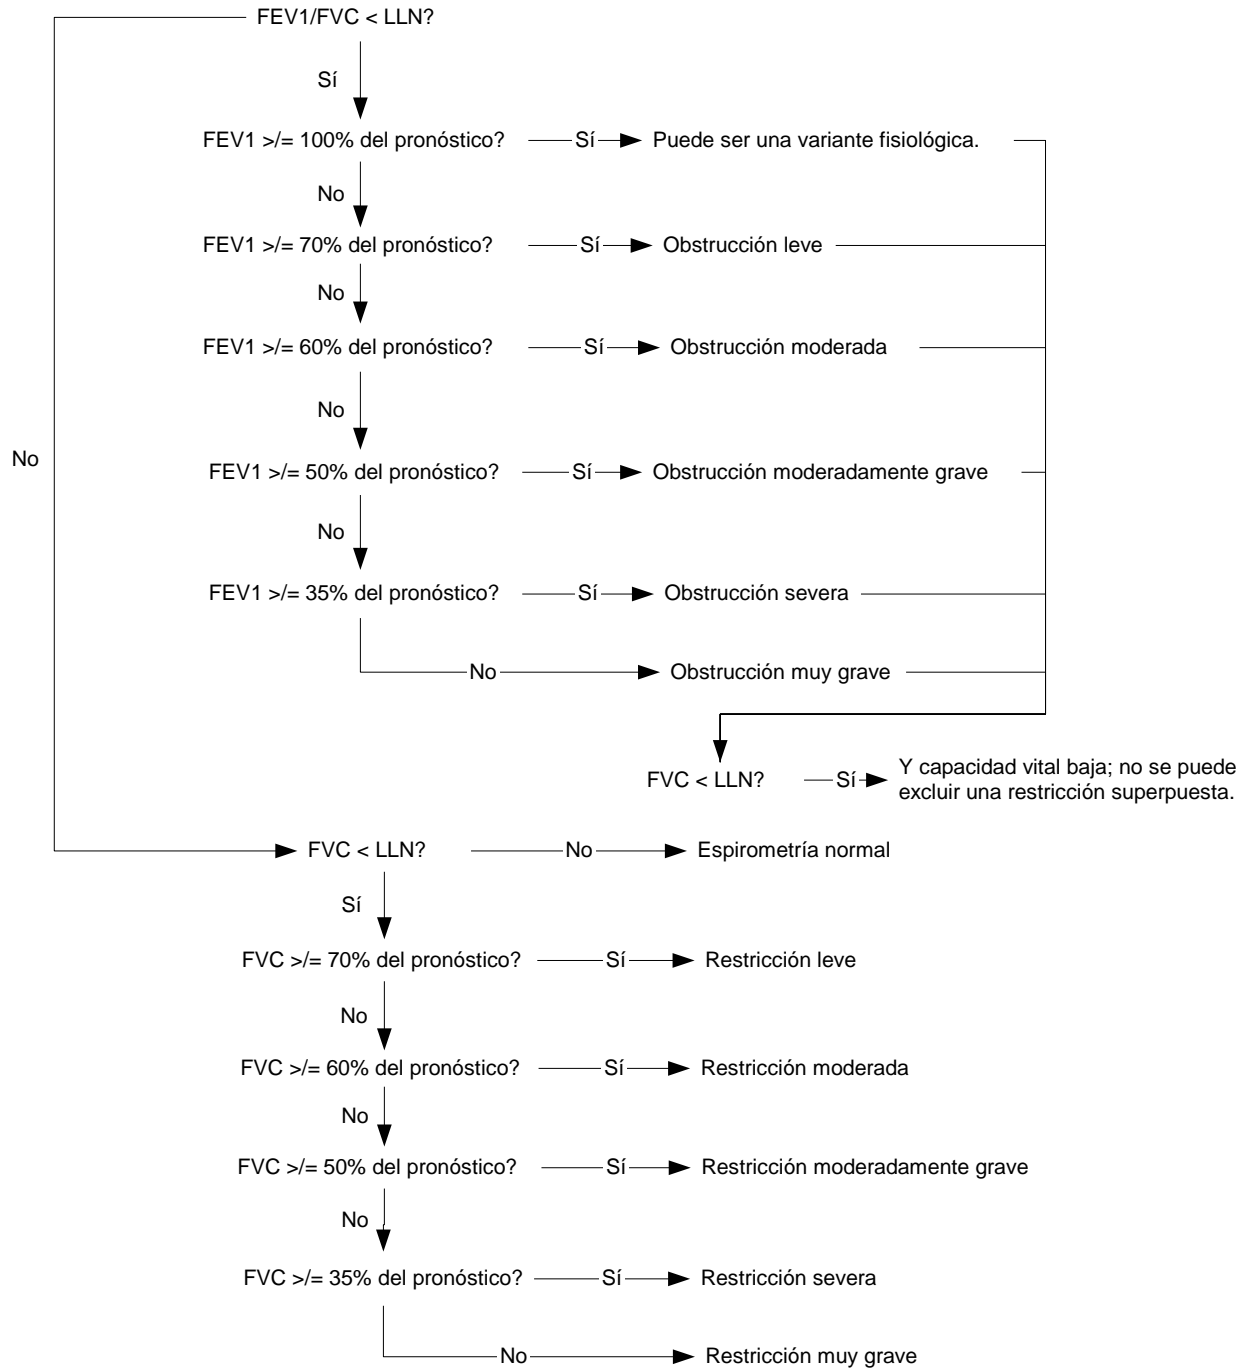 FEV1/FVC < LLN?
Sí
FEV1 >/= 100% del pronóstico?
Sí
Puede ser una variante fisiológica.
No
FEV1 >/= 70% del pronóstico?
Sí
Obstrucción leve
No
FEV1 >/= 60% del pronóstico?
Sí
Obstrucción moderada
No
No
FEV1 >/= 50% del pronóstico?
Sí
Obstrucción moderadamente grave
No
FEV1 >/= 35% del pronóstico?
Sí
Obstrucción severa
No
Obstrucción muy grave
FVC < LLN?
Sí
Y capacidad vital baja; no se puede
excluir una restricción superpuesta.
FVC < LLN?
No
Espirometría normal
Sí
FVC >/= 70% del pronóstico?
Sí
Restricción leve
No
FVC >/= 60% del pronóstico?
Sí
Restricción moderada
No
FVC >/= 50% del pronóstico?
Sí
Restricción moderadamente grave
No
FVC >/= 35% del pronóstico?
Sí
Restricción severa
No
Restricción muy grave